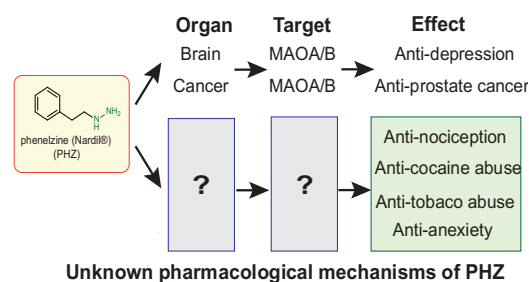 Organ Target Effect
Brain MAOA/B Anti-depression
Cancer MAOA/B Anti-prostate cancer
NH2
N
H
phenelzine (Nardil®)
(PHZ)
? ?
Anti-nociception
Anti-cocaine abuse
Anti-tobaco abuse
Anti-anexiety
Unknown pharmacological mechanisms of PHZ